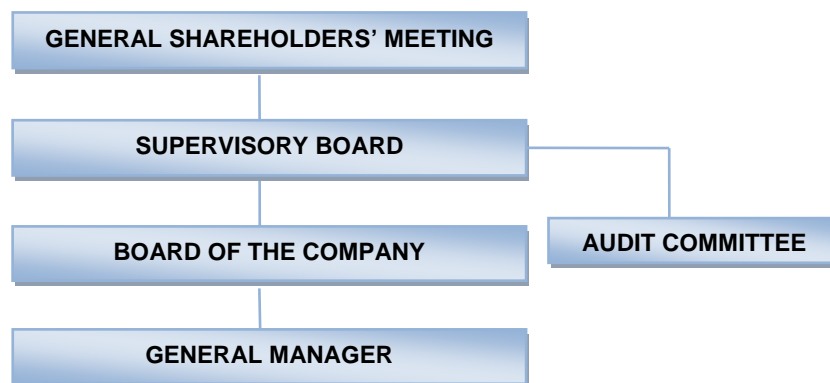 GENERAL SHAREHOLDERS’ MEETING
SUPERVISORY BOARD
BOARD OF THE COMPANY
AUDIT COMMITTEE
GENERAL MANAGER